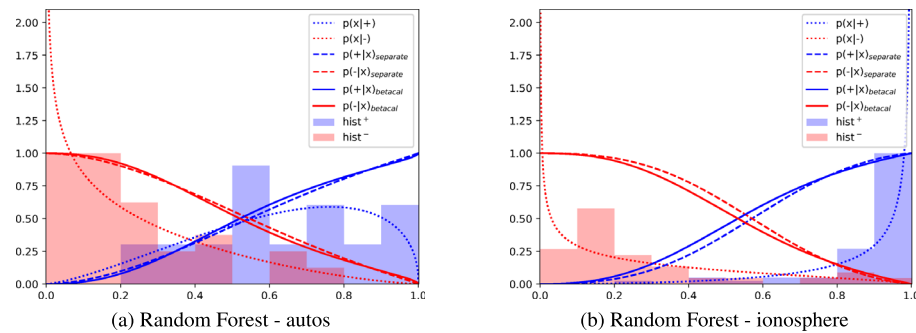 2.00
1.75
1.50
1.25
1.00
0.75
0.50
0.25
0.00
0.0 0.2 0.4 0.6 0.8 1.0
p(x|+)
p(x|-)
p(+|x)separate
p(-|x)separate
p(+|x)betacal
p(-|x)betacal
hist+
hist−
(a) Random Forest - autos
2.00
1.75
1.50
1.25
1.00
0.75
0.50
0.25
0.00
0.0 0.2 0.4 0.6 0.8 1.0
p(x|+)
p(x|-)
p(+|x)separate
p(-|x)separate
p(+|x)betacal
p(-|x)betacal
hist+
hist−
(b) Random Forest - ionosphere